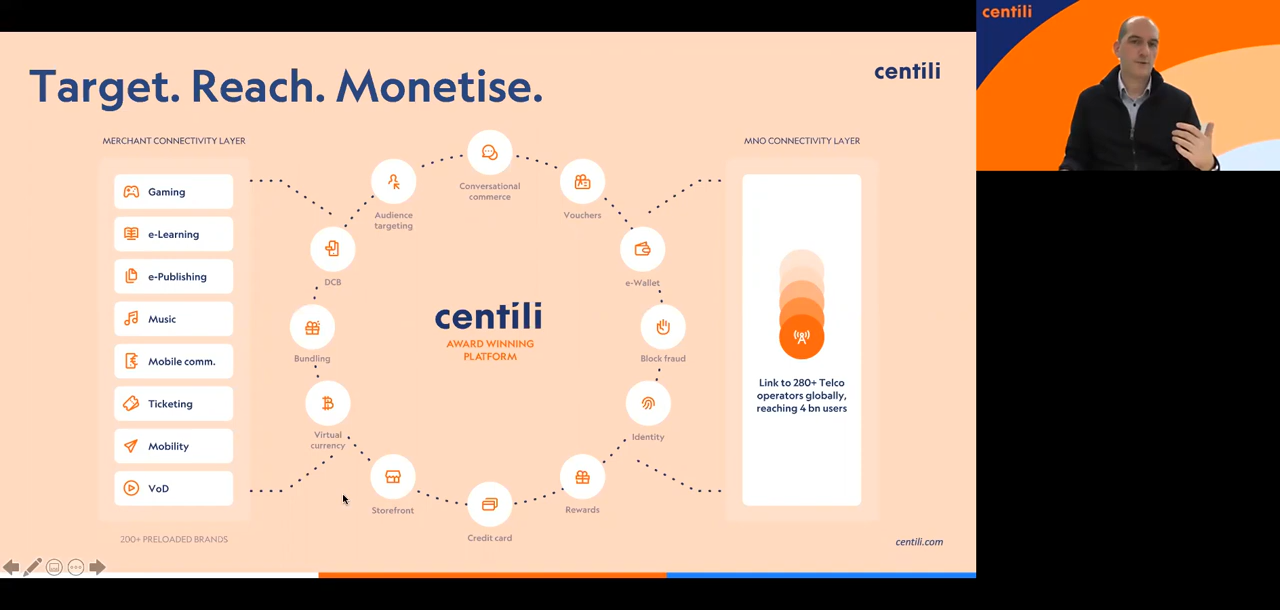 Target. Reach. Monetise.
centili
centili
MERCHANT CONNECTIVITY LAYER
Gaming
e-Learning
e-Publishing
Music
Mobile comm.
Ticketing
Mobility
VoD
200+ PRELOADED BRANDS
Conversational
commerce
Audience
targeting
Vouchers
DCB
e-Wallet
centili
AWARD WINNING
PLATFORM
Bundling
Block fraud
Virtual
currency
Identity
Storefront
Rewards
Credit card
MNO CONNECTIVITY LAYER
Link to 280+ Telco
operators globally,
reaching 4 bn users
centili.com